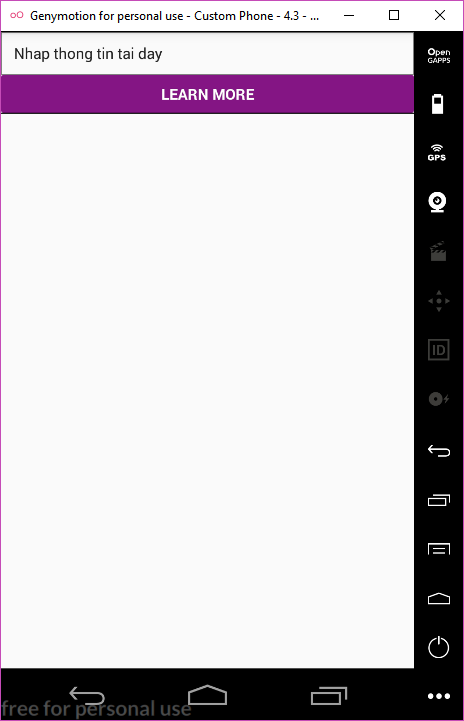 Genymotion for personal use - Custom Phone - 4.3 - ...
Nhap thong tin tai day
LEARN MORE
Open
GAPPS
GPS
ID
free for personal use